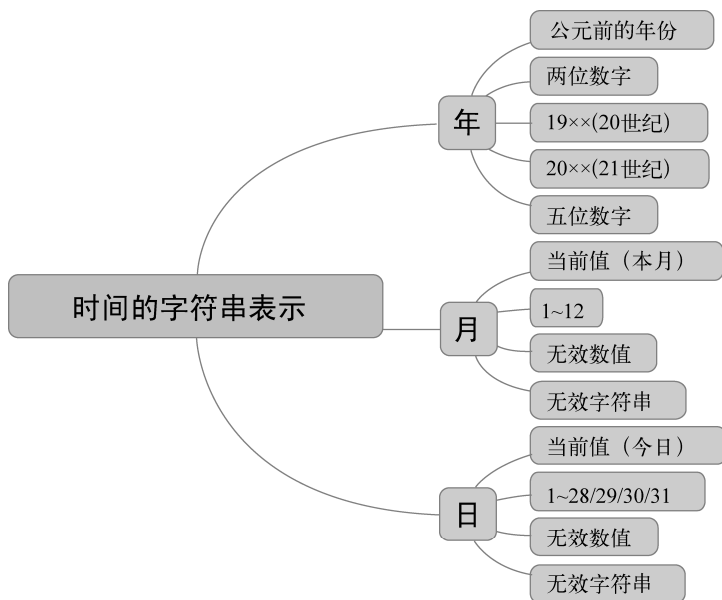 时间的字符串表示
年
公元前的年份
两位数字
19××(20世纪)
20××(21世纪)
五位数字
月
当前值（本月）
1~12
无效数值
无效字符串
日
当前值（今日）
1~28/29/30/31
无效数值
无效字符串